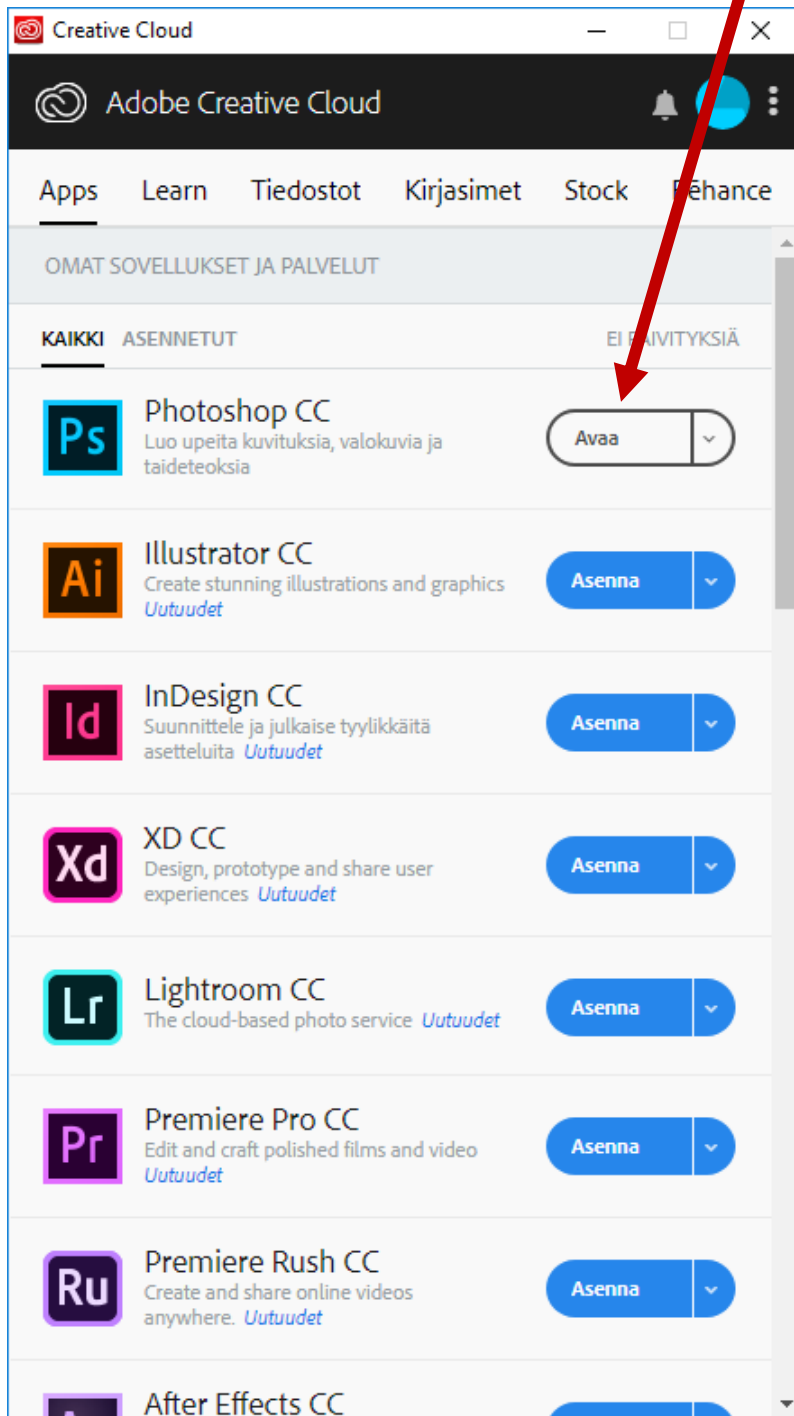 Creative Cloud
Adobe Creative Cloud
Apps Learn Tiedostot Kirjasimet Stock Behance
OMAT SOVELLUKSET JA PALVELUT
KAIKKI ASENNETUT EI PÄIVITYKSIÄ
Ps
Photoshop CC
Luo upeita kuvituksia, valokuvia ja
taideteoksia
Avaa
Ai
Illustrator CC
Create stunning illustrations and graphics
Uutuudet
Asenna
Id
InDesign CC
Suunnittele ja julkaise tyylikkäitä
asetteluita Uutuudet
Asenna
Xd
XD CC
Design, prototype and share user
experiences Uutuudet
Asenna
Lr
Lightroom CC
The cloud-based photo service Uutuudet
Asenna
Pr
Premiere Pro CC
Edit and craft polished films and video
Uutuudet
Asenna
Ru
Premiere Rush CC
Create and share online videos
anywhere. Uutuudet
Asenna
After Effects CC